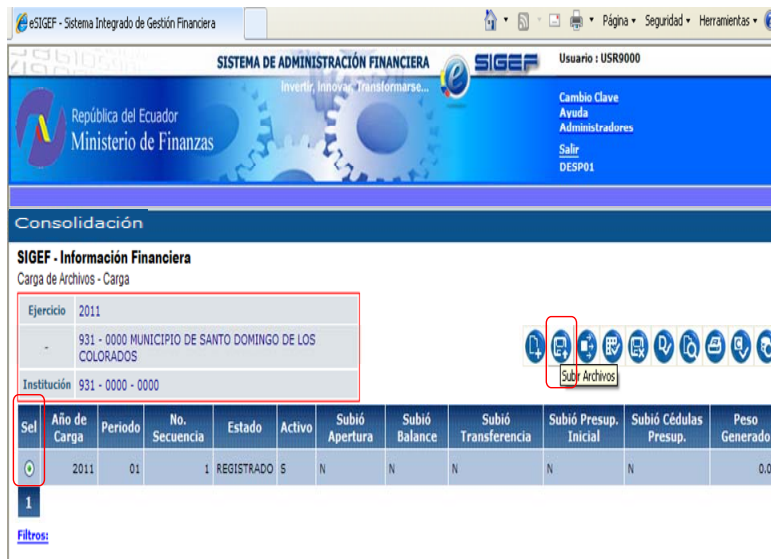 eSIGEF - Sistema Integrado de Gestión Financiera
Página Seguridad Herramientas
SISTEMA DE ADMINISTRACIÓN FINANCIERA
SIGEF
Usuario : USR9000
Invertir, Innovar, Transformarse...
República del Ecuador
Ministerio de Finanzas
Cambio Clave
Ayuda
Administradores
Salir
DESP01
Consolidación
SIGEF - Información Financiera
Carga de Archivos - Carga
Ejercicio 2011
- 931 - 0000 MUNICIPIO DE SANTO DOMINGO DE LOS
COLORADOS
Institución 931 - 0000 - 0000
Subir Archivos
Sel Año de Carga Periodo No. Secuencia Estado Activo Subió Apertura Subió Balance Subió Transferencia Subió Presup. Inicial Subió Cédulas Presup. Peso Generado
2011 01 1 REGISTRADO S N N N N N 0.0
1
Filtros: